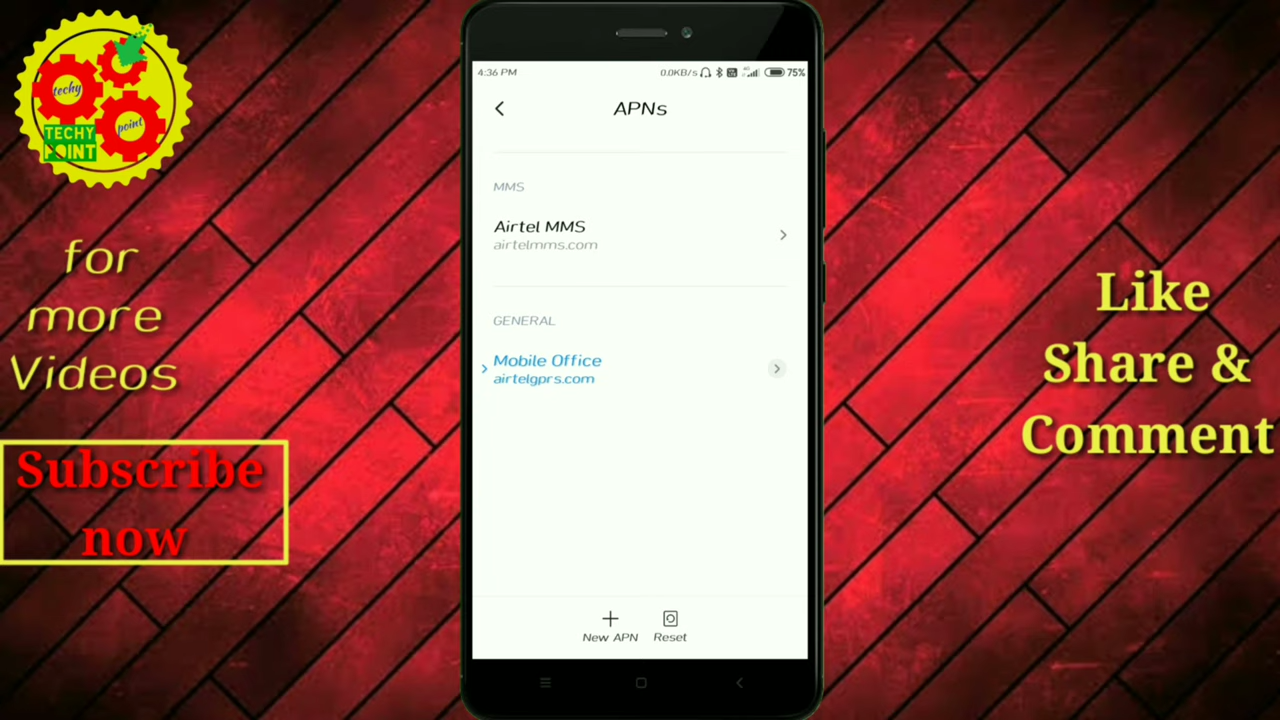 techy
point
TECHY
POINT
for
more
Videos
Subscribe
now
4:36 PM
0.0KB/s
4G
75%
APNs
MMS
Airtel MMS
airtelmms.com
GENERAL
Mobile Office
airtelgprs.com
New APN
Reset
Like
Share &
Comment